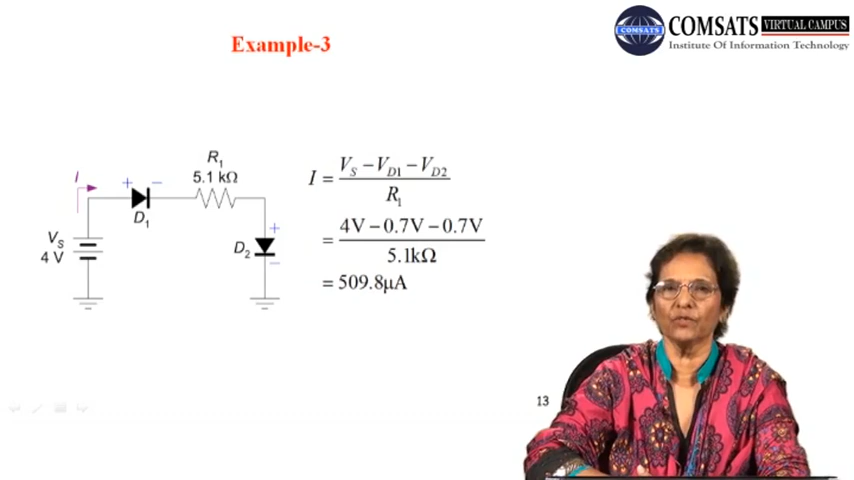 Example-3
COMSATS VIRTUAL CAMPUS
Institute Of Information Technology
COMSATS
I
R1
5.1 kΩ
+ −
D1
VS
4 V
D2
+
−
I = (VS − VD1 − VD2) / R1
= (4V − 0.7V − 0.7V) / 5.1kΩ
= 509.8µA
13